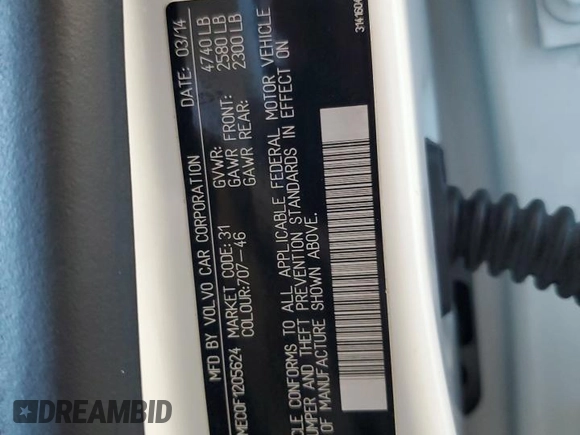 MFD BY VOLVO CAR CORPORATION DATE: 03/14
GVWR: 4740 LB
GAWR FRONT: 2580 LB
GAWR REAR: 2300 LB
MARKET CODE: 31
COLOUR:707-46
CONFORMS TO ALL APPLICABLE FEDERAL MOTOR VEHICLE
AND THEFT PREVENTION STANDARDS IN EFFECT ON
OF MANUFACTURE SHOWN ABOVE.
DREAMBID